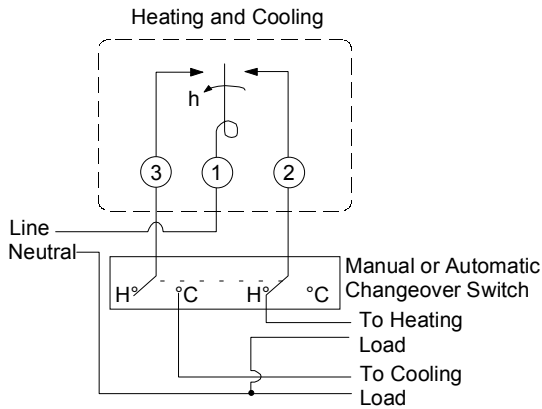 Heating and Cooling
h
3
1
2
Line
Neutral
H° °C H° °C
Manual or Automatic
Changeover Switch
To Heating
Load
To Cooling
Load